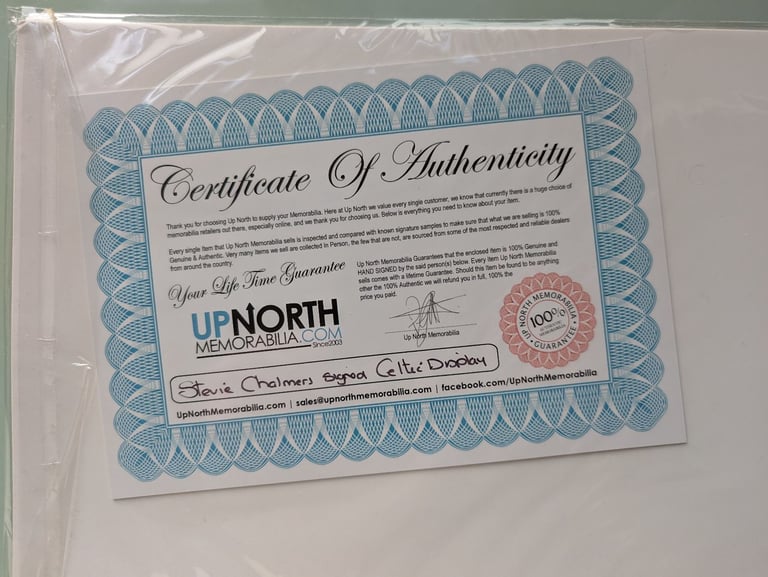 Certificate Of Authenticity
Thank you for choosing Up North to supply your Memorabilia. Here at Up North we value every single customer, we know that currently there is a huge choice of
memorabilia retailers out there, especially online, and we thank you for choosing us. Below is everything you need to know about your item.
Every single item that Up North Memorabilia sells is inspected and compared with known signature samples to make sure that what we are selling is 100%
Genuine & Authentic. Very many items we sell are collected In Person, the few that are not, are sourced from some of the most respected and reliable dealers
from around the country.
Your Life Time Guarantee
Up North Memorabilia Guarantees that the enclosed item is 100% Genuine and
HAND SIGNED by the said person(s) below. Every Item Up North Memorabilia
sells comes with a lifetime Guarantee. Should this item be found to be anything
other the 100% Authentic we will refund you in full, 100% the
price you paid.
UPNORTH
MEMORABILIA.COM
Since2003
Up North Memorabilia
UP NORTH MEMORABILIA
100%
GUARANTEE
Stevie Chalmers signed Celtic Display
UpNorthMemorabilia.com | sales@upnorthmemorabilia.com | facebook.com/UpNorthMemorabilia